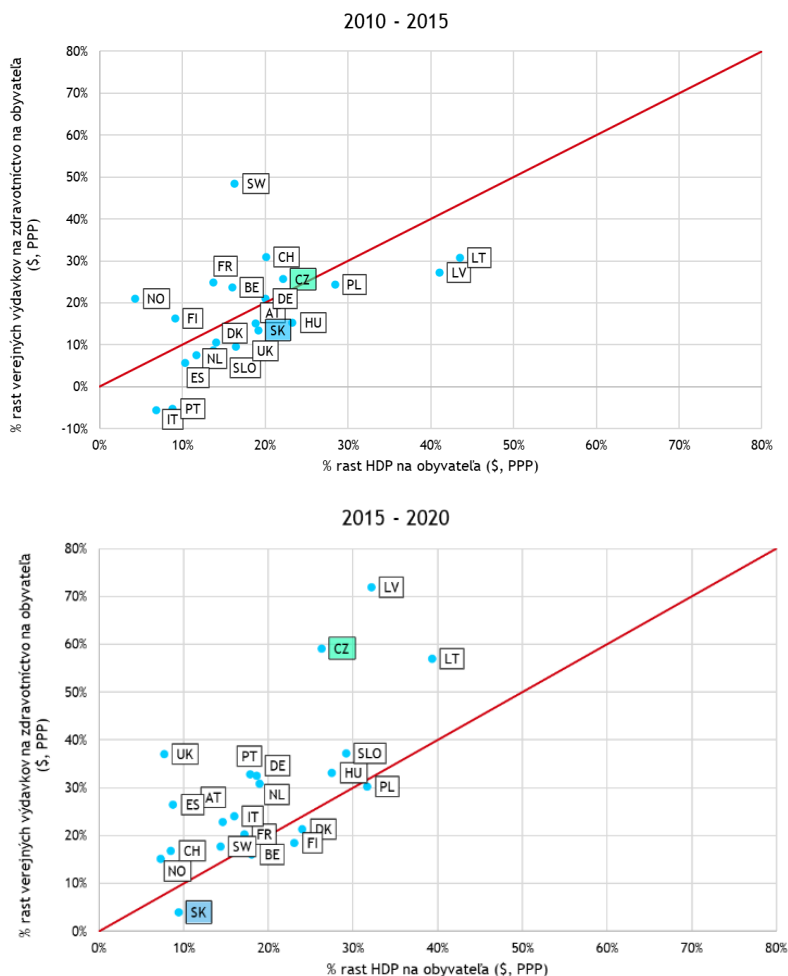 2010 - 2015
% rast verejných výdavkov na zdravotníctvo na obyvateľa
($, PPP)
80%
70%
60%
50%
40%
30%
20%
10%
0%
-10%
SW
CH
FR
CZ
BE
PL
LT
LV
NO
DE
AT
FI
HU
SK
DK
UK
NL
SLO
ES
PT
IT
0%
10%
20%
30%
40%
50%
60%
70%
80%
% rast HDP na obyvateľa ($, PPP)
2015 - 2020
% rast verejných výdavkov na zdravotníctvo na obyvateľa
($, PPP)
80%
70%
60%
50%
40%
30%
20%
10%
0%
LV
CZ
LT
UK
PT
SLO
DE
HU
PL
NL
ES
AT
IT
FR
DK
SW
FI
CH
BE
NO
SK
0%
10%
20%
30%
40%
50%
60%
70%
80%
% rast HDP na obyvateľa ($, PPP)